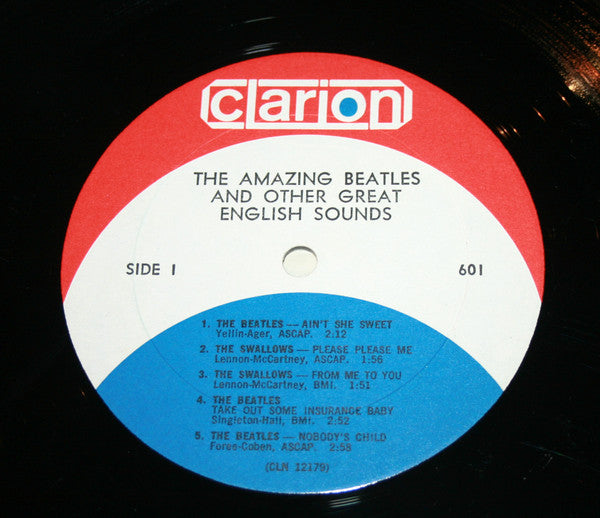 clarion
THE AMAZING BEATLES
AND OTHER GREAT
ENGLISH SOUNDS
SIDE 1
601
1. THE BEATLES — AIN'T SHE SWEET
Yellin-Ager, ASCAP. 2:12
2. THE SWALLOWS — PLEASE PLEASE ME
Lennon-McCartney, ASCAP. 1:56
3. THE SWALLOWS — FROM ME TO YOU
Lennon-McCartney, BMI. 1:51
4. THE BEATLES
TAKE OUT SOME INSURANCE BABY
Singleton-Hall, BMI. 2:52
5. THE BEATLES — NOBODY'S CHILD
Foree-Coben, ASCAP. 2:58
(CLN 12179)